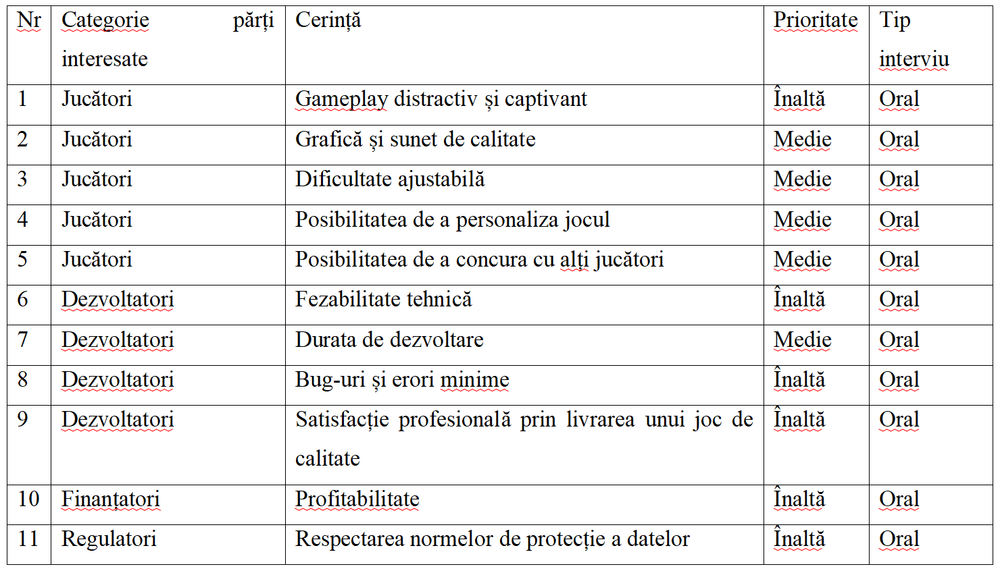 Nr Categorie părți interesate Cerință Prioritate Tip interviu
1 Jucători Gameplay distractiv și captivant Înaltă Oral
2 Jucători Grafică și sunet de calitate Medie Oral
3 Jucători Dificultate ajustabilă Medie Oral
4 Jucători Posibilitatea de a personaliza jocul Medie Oral
5 Jucători Posibilitatea de a concura cu alți jucători Medie Oral
6 Dezvoltatori Fezabilitate tehnică Înaltă Oral
7 Dezvoltatori Durata de dezvoltare Medie Oral
8 Dezvoltatori Bug-uri și erori minime Înaltă Oral
9 Dezvoltatori Satisfacție profesională prin livrarea unui joc de calitate Înaltă Oral
10 Finanțatori Profitabilitate Înaltă Oral
11 Regulatori Respectarea normelor de protecție a datelor Înaltă Oral